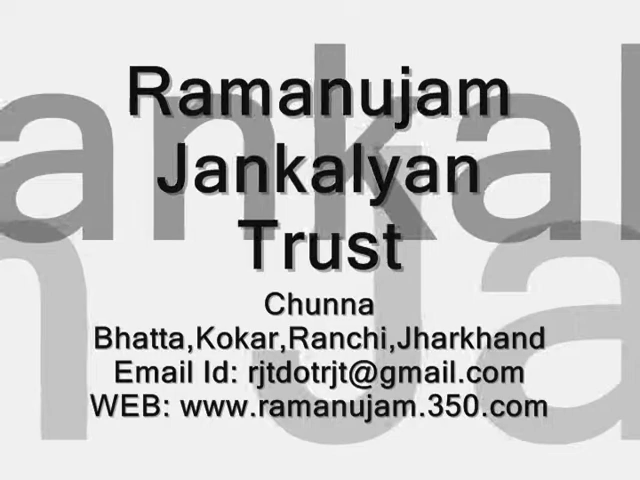 Ramanujam
Jankalyan
Trust
Chunna
Bhatta,Kokar,Ranchi,Jharkhand
Email Id: rjtdotrjt@gmail.com
WEB: www.ramanujam.350.com